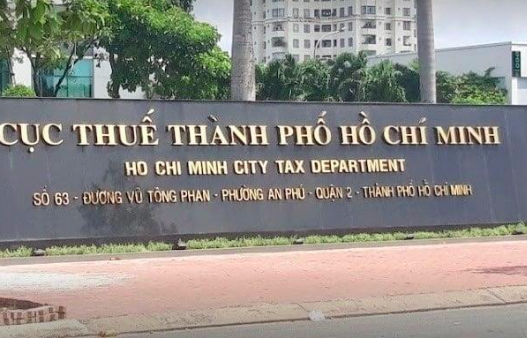 CỤC THUẾ THÀNH PHỐ HỒ CHÍ MINH
HO CHI MINH CITY TAX DEPARTMENT
SỐ 63 - ĐƯỜNG VŨ TÔNG PHAN - PHƯỜNG AN PHÚ - QUẬN 2 - THÀNH PHỐ HỒ CHÍ MINH